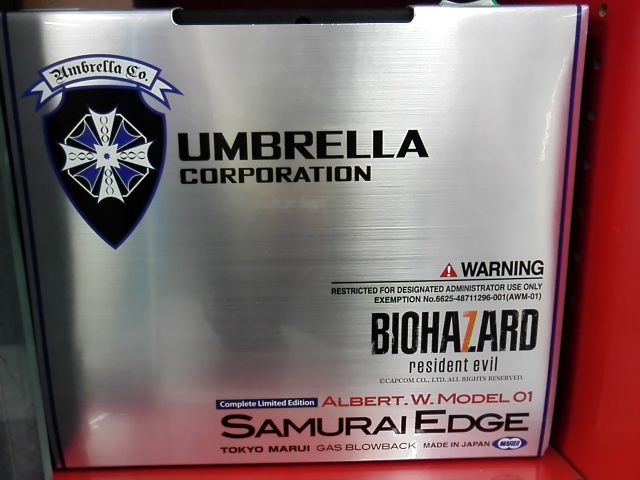 Umbrella Co.
UMBRELLA
CORPORATION
WARNING
RESTRICTED FOR DESIGNATED ADMINISTRATOR USE ONLY
EXEMPTION No.6625-48711296-001(AWM-01)
BIOHAZARD
resident evil
©CAPCOM CO., LTD. ALL RIGHTS RESERVED.
Complete Limited Edition ALBERT.W.MODEL 01
SAMURAI EDGE
TOKYO MARUI GAS BLOWBACK MADE IN JAPAN MARUI